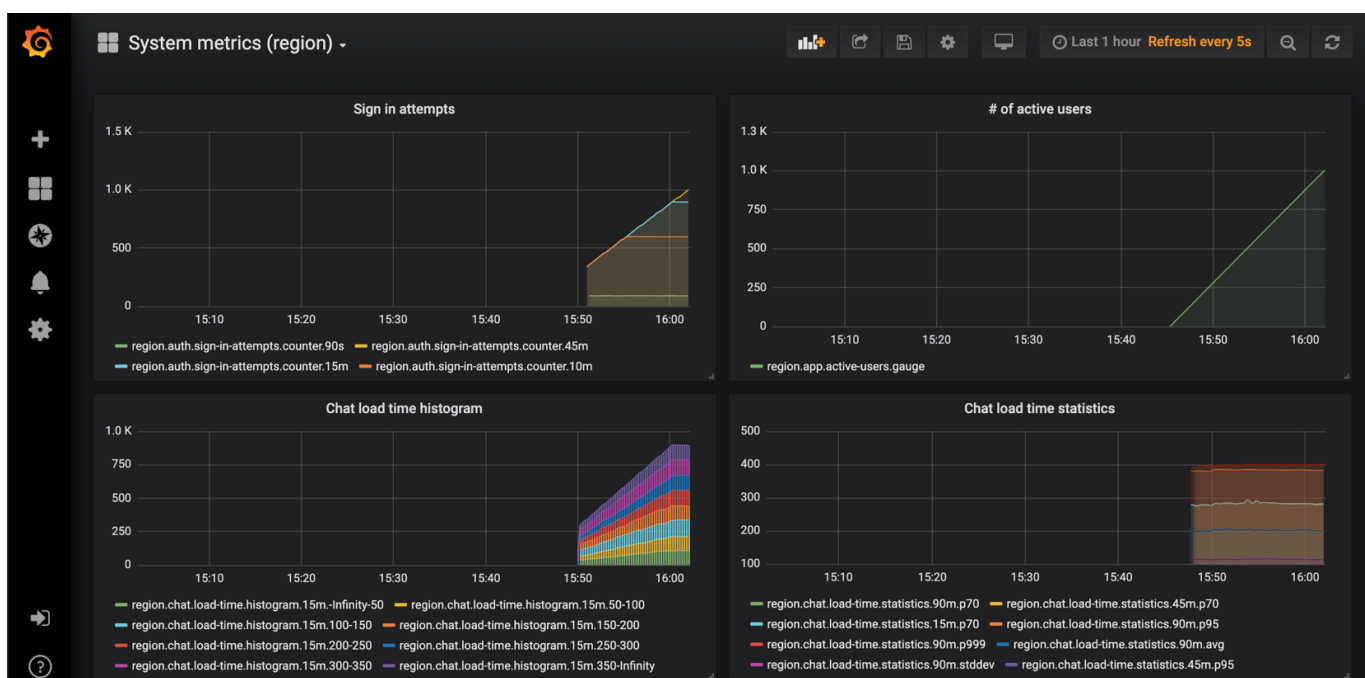 System metrics (region)
Last 1 hour Refresh every 5s
Sign in attempts
1.5 K
1.0 K
500
0
15:10 15:20 15:30 15:40 15:50 16:00
region.auth.sign-in-attempts.counter.90s region.auth.sign-in-attempts.counter.45m
region.auth.sign-in-attempts.counter.15m region.auth.sign-in-attempts.counter.10m
# of active users
1.3 K
1.0 K
750
500
250
0
15:10 15:20 15:30 15:40 15:50 16:00
region.app.active-users.gauge
Chat load time histogram
1.0 K
750
500
250
0
15:10 15:20 15:30 15:40 15:50 16:00
region.chat.load-time.histogram.15m.-Infinity-50 region.chat.load-time.histogram.15m.50-100
region.chat.load-time.histogram.15m.100-150 region.chat.load-time.histogram.15m.150-200
region.chat.load-time.histogram.15m.200-250 region.chat.load-time.histogram.15m.250-300
region.chat.load-time.histogram.15m.300-350 region.chat.load-time.histogram.15m.350-Infinity
Chat load time statistics
500
400
300
200
100
15:10 15:20 15:30 15:40 15:50 16:00
region.chat.load-time.statistics.90m.p70 region.chat.load-time.statistics.45m.p70
region.chat.load-time.statistics.15m.p70 region.chat.load-time.statistics.90m.p95
region.chat.load-time.statistics.90m.p999 region.chat.load-time.statistics.90m.avg
region.chat.load-time.statistics.90m.stddev region.chat.load-time.statistics.45m.p95